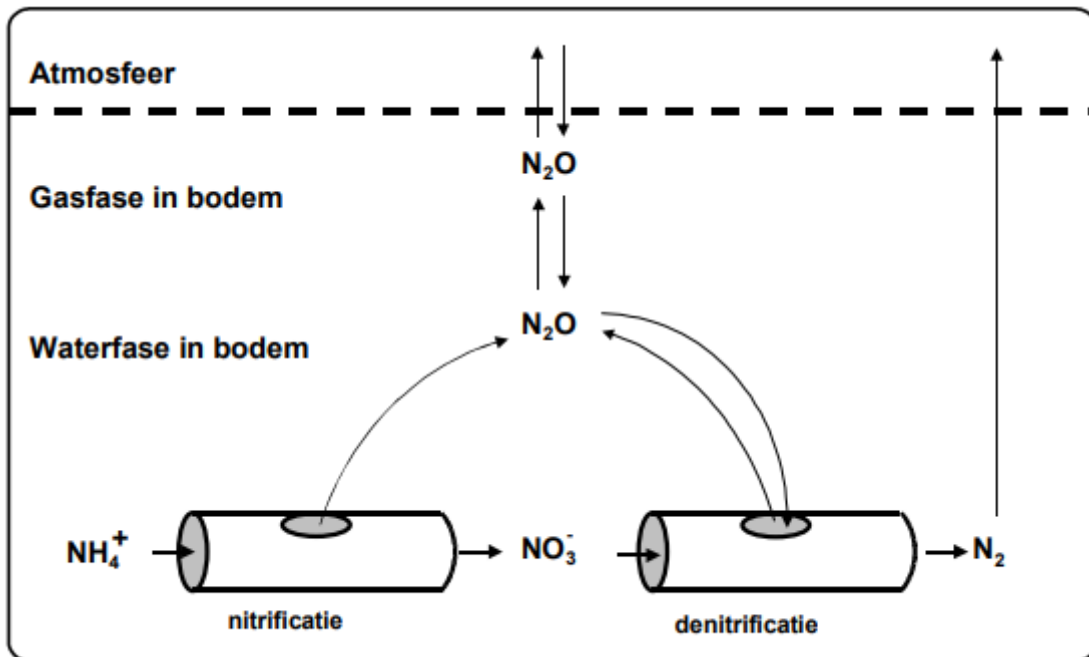 Atmosfeer
N₂O
Gasfase in bodem
N₂O
Waterfase in bodem
NH₄⁺
NO₃⁻
N₂
nitrificatie
denitrificatie